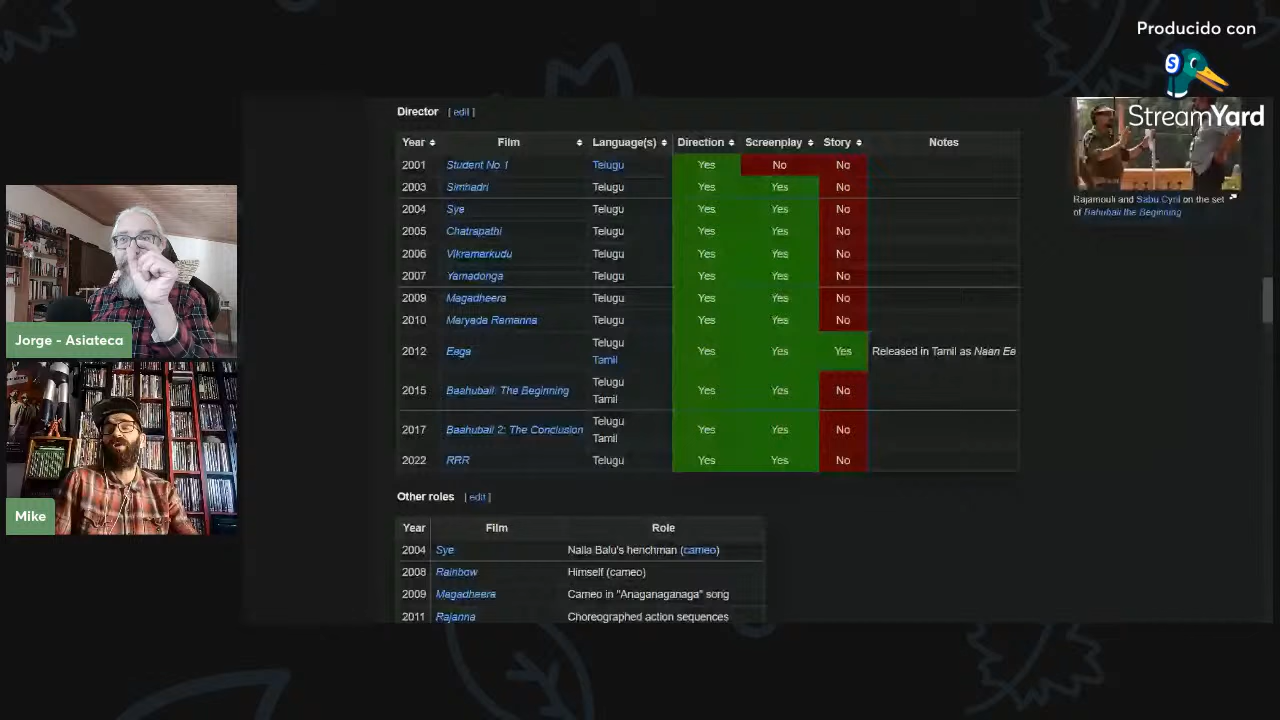 Producido con
StreamYard
Director [ edit ]
Year Film Language(s) Direction Screenplay Story Notes
2001 Student No 1 Telugu Yes No No
2003 Simhadri Telugu Yes Yes No
2004 Sye Telugu Yes Yes No
2005 Chatrapathi Telugu Yes Yes No
2006 Vikramarkudu Telugu Yes Yes No
2007 Yamadonga Telugu Yes Yes No
2009 Magadheera Telugu Yes Yes No
2010 Maryada Ramanna Telugu Yes Yes No
2012 Eega Telugu Tamil Yes Yes Yes Released in Tamil as Naan Ee
2015 Baahubali: The Beginning Telugu Tamil Yes Yes No
2017 Baahubali 2: The Conclusion Telugu Tamil Yes Yes No
2022 RRR Telugu Yes Yes No
Other roles [ edit ]
Year Film Role
2004 Sye Nalla Balu's henchman (cameo)
2008 Rainbow Himself (cameo)
2009 Magadheera Cameo in "Anaganaganaga" song
2011 Rajanna Choreographed action sequences
Rajamouli and Sabu Cyril on the set
of Bahubali the Beginning
Jorge - Asiateca
Mike